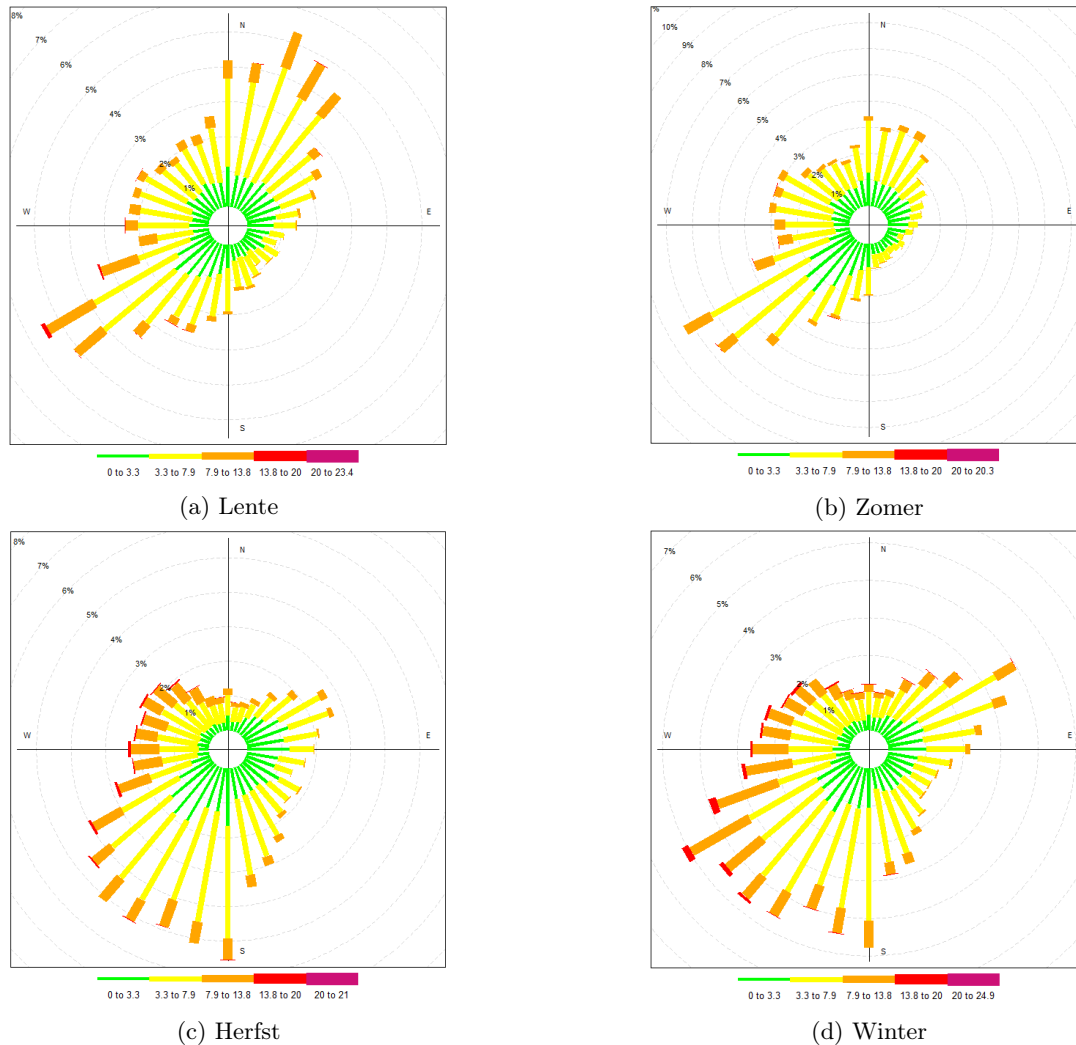 8%
7%
6%
5%
4%
3%
2%
1%
N
W
E
S
0 to 3.3 3.3 to 7.9 7.9 to 13.8 13.8 to 20 20 to 23.4
(a) Lente
%
10%
9%
8%
7%
6%
5%
4%
3%
2%
1%
N
W
E
S
0 to 3.3 3.3 to 7.9 7.9 to 13.8 13.8 to 20 20 to 20.3
(b) Zomer
8%
7%
6%
5%
4%
3%
2%
1%
N
W
E
S
0 to 3.3 3.3 to 7.9 7.9 to 13.8 13.8 to 20 20 to 21
(c) Herfst
7%
6%
5%
4%
3%
2%
1%
N
W
E
S
0 to 3.3 3.3 to 7.9 7.9 to 13.8 13.8 to 20 20 to 24.9
(d) Winter